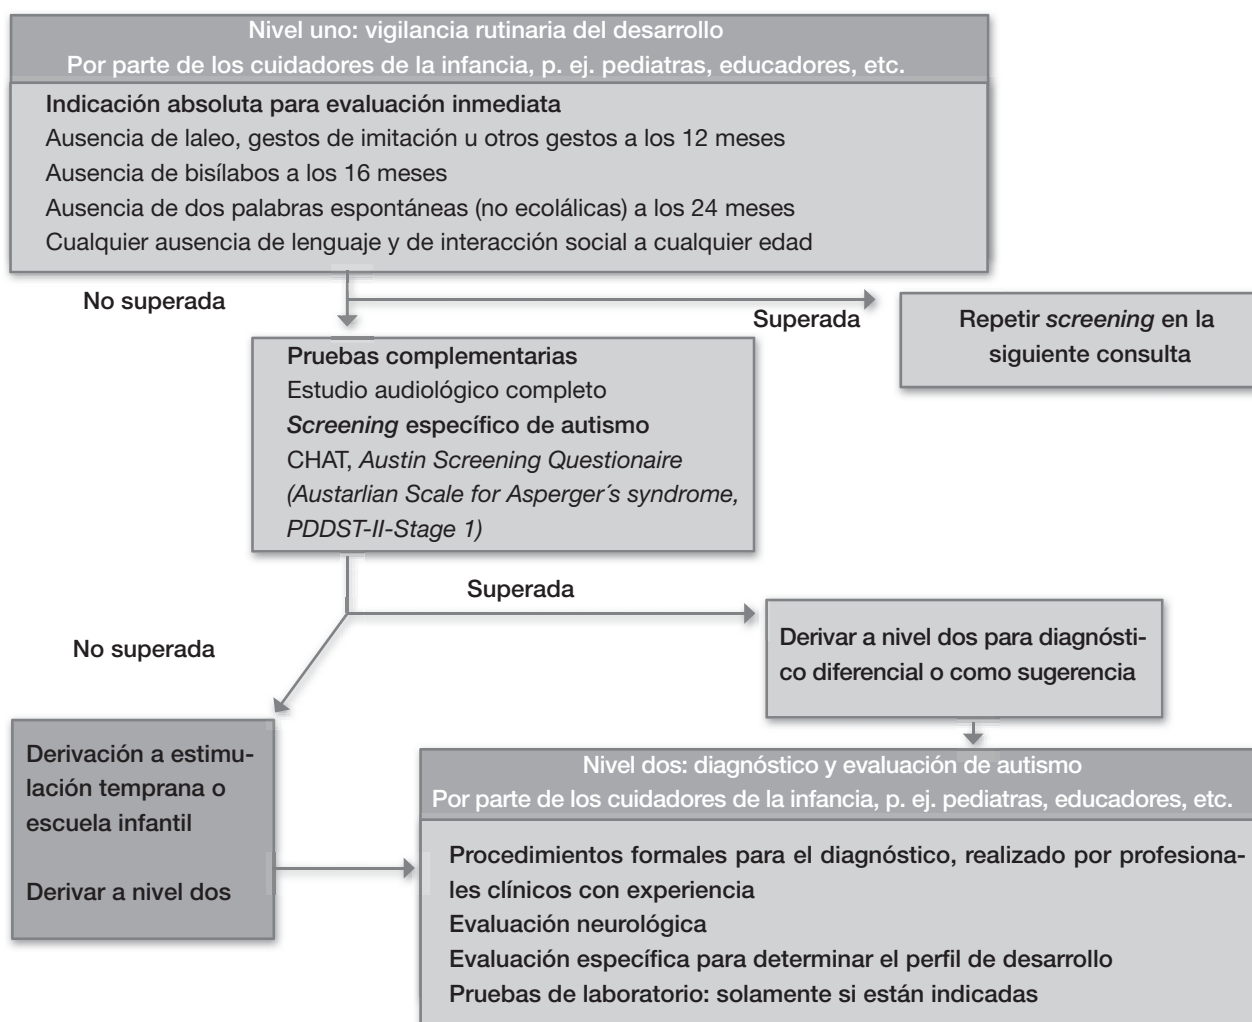 Nivel uno: vigilancia rutinaria del desarrollo
Por parte de los cuidadores de la infancia, p. ej. pediatras, educadores, etc.
Indicación absoluta para evaluación inmediata
Ausencia de laleo, gestos de imitación u otros gestos a los 12 meses
Ausencia de bisílabos a los 16 meses
Ausencia de dos palabras espontáneas (no ecolálicas) a los 24 meses
Cualquier ausencia de lenguaje y de interacción social a cualquier edad
No superada
Superada
Repetir screening en la
siguiente consulta
Pruebas complementarias
Estudio audiológico completo
Screening específico de autismo
CHAT, Austin Screening Questionaire
(Austarlian Scale for Asperger´s syndrome,
PDDST-II-Stage 1)
Superada
No superada
Derivar a nivel dos para diagnósti-
co diferencial o como sugerencia
Derivación a estimu-
lación temprana o
escuela infantil
Derivar a nivel dos
Nivel dos: diagnóstico y evaluación de autismo
Por parte de los cuidadores de la infancia, p. ej. pediatras, educadores, etc.
Procedimientos formales para el diagnóstico, realizado por profesiona-
les clínicos con experiencia
Evaluación neurológica
Evaluación específica para determinar el perfil de desarrollo
Pruebas de laboratorio: solamente si están indicadas